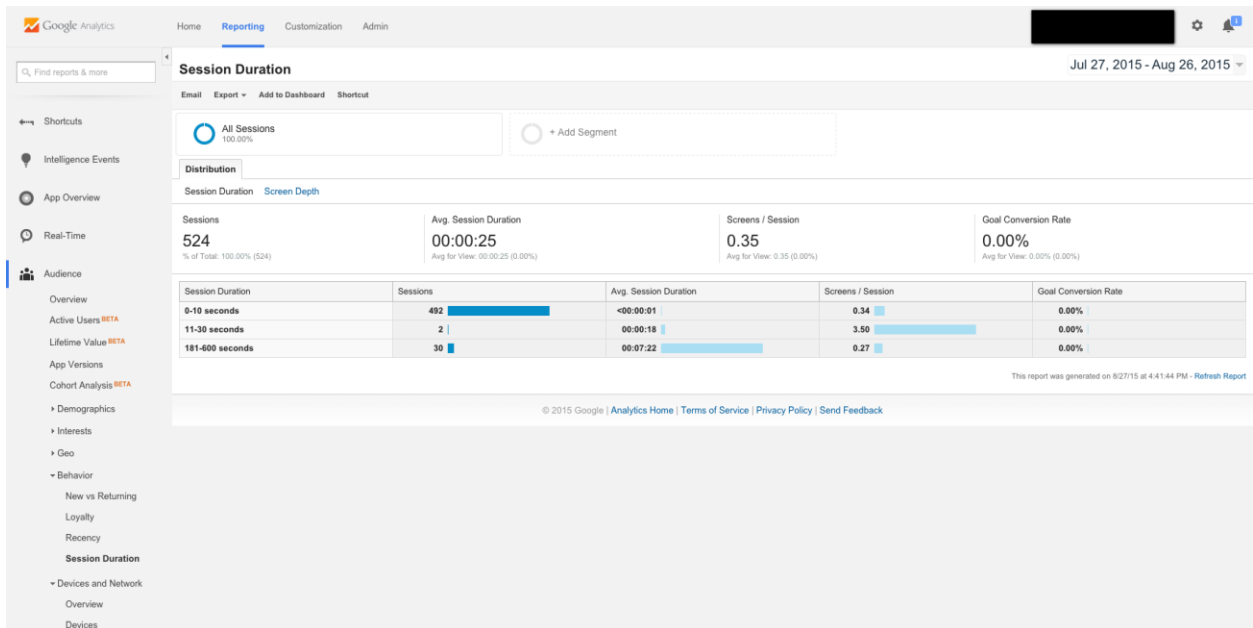 Google Analytics
Home Reporting Customization Admin
1
Find reports & more
Session Duration
Jul 27, 2015 - Aug 26, 2015
Email Export Add to Dashboard Shortcut
Shortcuts
Intelligence Events
App Overview
Real-Time
Audience
Overview
Active Users BETA
Lifetime Value BETA
App Versions
Cohort Analysis BETA
Demographics
Interests
Geo
Behavior
New vs Returning
Loyalty
Recency
Session Duration
Devices and Network
Overview
Devices
All Sessions
100.00%
+ Add Segment
Distribution
Session Duration Screen Depth
Sessions Avg. Session Duration Screens / Session Goal Conversion Rate
524 00:00:25 0.35 0.00%
% of Total: 100.00% (524) Avg for View: 00:00:25 (0.00%) Avg for View: 0.35 (0.00%) Avg for View: 0.00% (0.00%)
Session Duration Sessions Avg. Session Duration Screens / Session Goal Conversion Rate
0-10 seconds 492 <00:00:01 0.34 0.00%
11-30 seconds 2 00:00:18 3.50 0.00%
181-600 seconds 30 00:07:22 0.27 0.00%
This report was generated on 8/27/15 at 4:41:44 PM - Refresh Report
© 2015 Google | Analytics Home | Terms of Service | Privacy Policy | Send Feedback